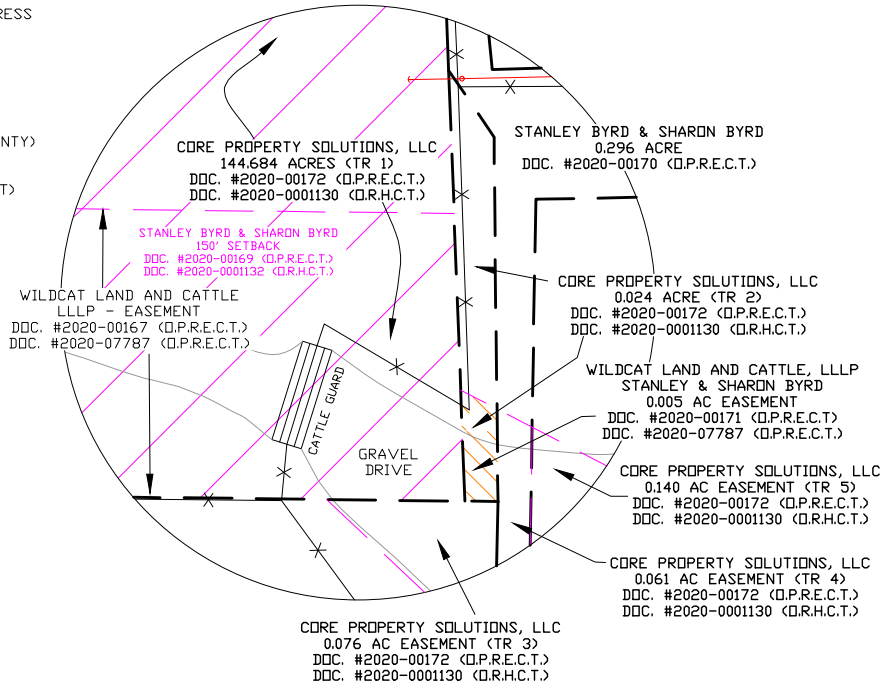 RESS
NTY)
T)
CORE PROPERTY SOLUTIONS, LLC
144.684 ACRES (TR 1)
DOC. #2020-00172 (O.P.R.E.C.T.)
DOC. #2020-0001130 (O.R.H.C.T.)
STANLEY BYRD & SHARON BYRD
0.296 ACRE
DOC. #2020-00170 (O.P.R.E.C.T.)
STANLEY BYRD & SHARON BYRD
150' SETBACK
DOC. #2020-00169 (O.P.R.E.C.T.)
DOC. #2020-0001132 (O.R.H.C.T.)
WILDCAT LAND AND CATTLE
LLLP - EASEMENT
DOC. #2020-00167 (O.P.R.E.C.T.)
DOC. #2020-07787 (O.P.R.E.C.T.)
CORE PROPERTY SOLUTIONS, LLC
0.024 ACRE (TR 2)
DOC. #2020-00172 (O.P.R.E.C.T.)
DOC. #2020-0001130 (O.R.H.C.T.)
WILDCAT LAND AND CATTLE, LLLP
STANLEY & SHARON BYRD
0.005 AC EASEMENT
DOC. #2020-00171 (O.P.R.E.C.T)
DOC. #2020-07787 (O.P.R.E.C.T.)
CATTLE GUARD
GRAVEL
DRIVE
CORE PROPERTY SOLUTIONS, LLC
0.140 AC EASEMENT (TR 5)
DOC. #2020-00172 (O.P.R.E.C.T.)
DOC. #2020-0001130 (O.R.H.C.T.)
CORE PROPERTY SOLUTIONS, LLC
0.061 AC EASEMENT (TR 4)
DOC. #2020-00172 (O.P.R.E.C.T.)
DOC. #2020-0001130 (O.R.H.C.T.)
CORE PROPERTY SOLUTIONS, LLC
0.076 AC EASEMENT (TR 3)
DOC. #2020-00172 (O.P.R.E.C.T.)
DOC. #2020-0001130 (O.R.H.C.T.)